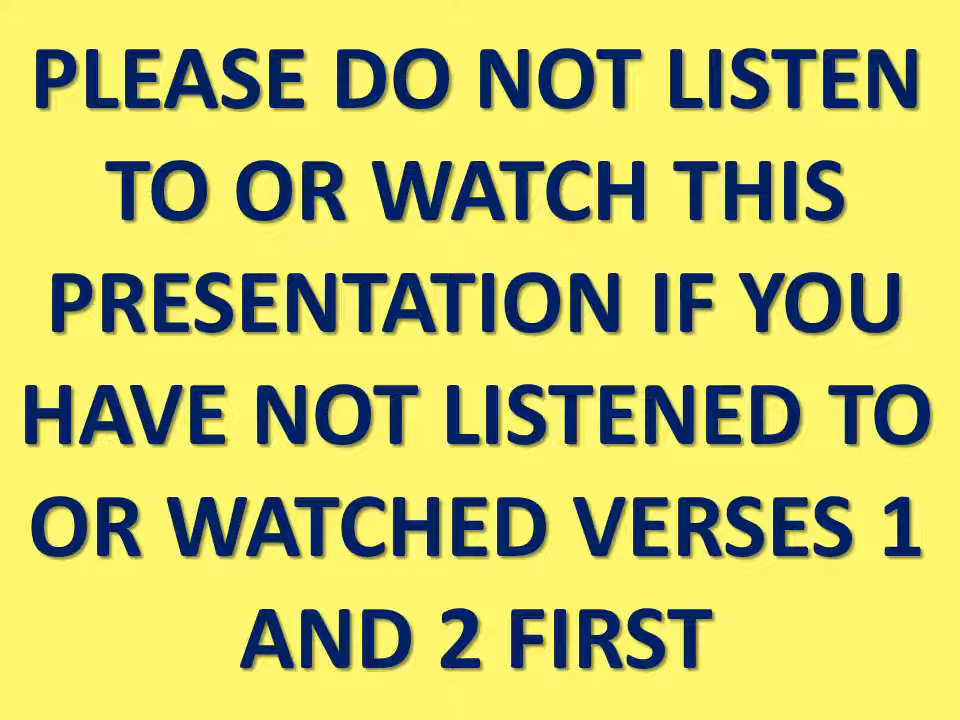 PLEASE DO NOT LISTEN
TO OR WATCH THIS
PRESENTATION IF YOU
HAVE NOT LISTENED TO
OR WATCHED VERSES 1
AND 2 FIRST